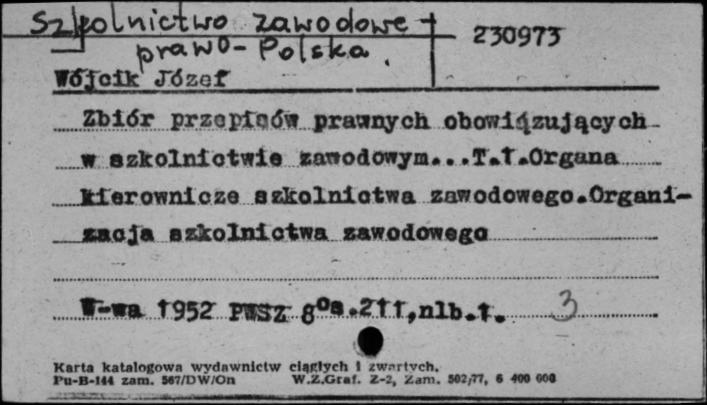 Szkolnictwo zawodowe -
prawo - Polska.
230973
Wójcik Józef
Zbiór przepisów prawnych obowiązujących
w szkolnictwie zawodowym...T.1.Organa
kierownicze szkolnictwa zawodowego.Organi-
zacja szkolnictwa zawodowego
W-wa 1952 PWSZ 8° s.211,nlb.1.
3
Karta katalogowa wydawnictw ciągłych i zwartych.
Pu-B-144 zam. 567/DW/On W.Z.Graf. Z-2, Zam. 502/77, 6 400 000